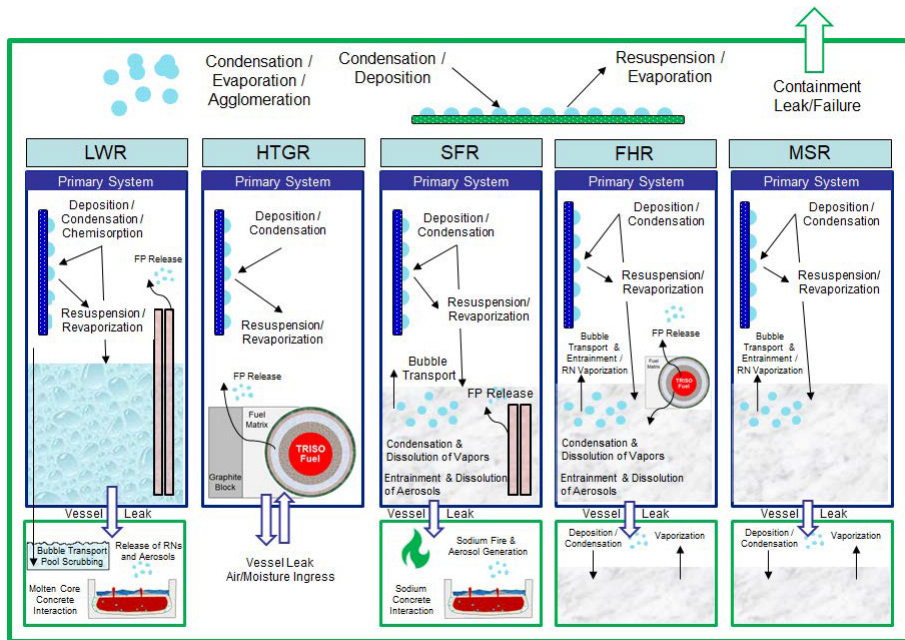 Condensation /
Evaporation /
Agglomeration
Condensation /
Deposition
Resuspension /
Evaporation
Containment
Leak/Failure
LWR
Primary System
Deposition /
Condensation /
Chemisorption
FP Release
Resuspension/
Revaporization
Vessel Leak
Bubble Transport
Pool Scrubbing
Release of RNs
and Aerosols
Molten Core
Concrete
Interaction
HTGR
Primary System
Deposition /
Condensation
Resuspension/
Revaporization
FP Release
Fuel
Matrix
TRISO
Fuel
Graphite
Block
Vessel Leak
Air/Moisture Ingress
SFR
Primary System
Deposition /
Condensation
Resuspension/
Revaporization
Bubble
Transport
FP Release
Condensation &
Dissolution of Vapors
Entrainment & Dissolution
of Aerosols
Vessel Leak
Sodium Fire &
Aerosol Generation
Sodium
Concrete
Interaction
FHR
Primary System
Deposition /
Condensation
Resuspension/
Revaporization
Bubble
Transport &
Entrainment /
RN Vaporization
FP Release
Fuel
Matrix
TRISO
Fuel
Condensation &
Dissolution of Vapors
Entrainment & Dissolution
of Aerosols
Vessel Leak
Deposition /
Condensation
Vaporization
MSR
Primary System
Deposition /
Condensation
Resuspension/
Revaporization
Bubble
Transport &
Entrainment /
RN Vaporization
Vessel Leak
Deposition /
Condensation
Vaporization